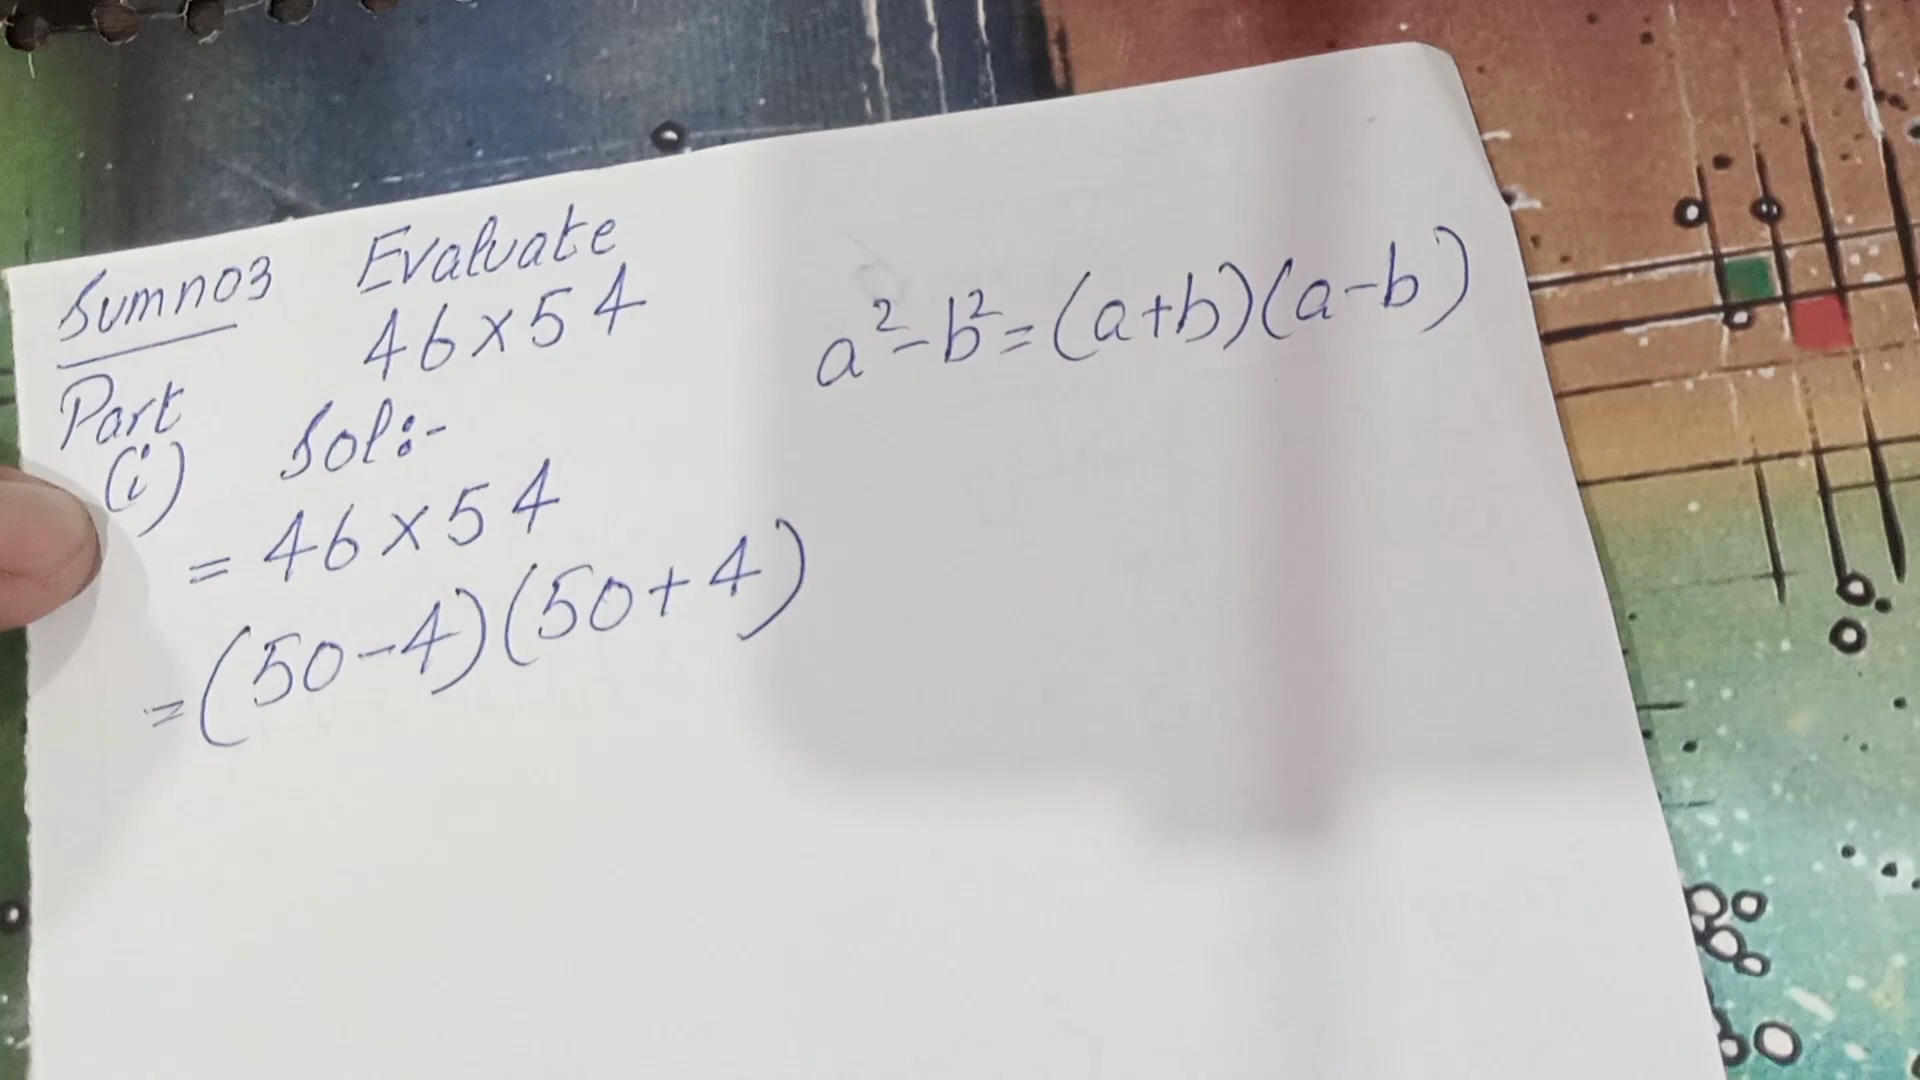 Sum no 3 Evaluate
46×54
a²-b²=(a+b)(a-b)
Part
(i) Sol:-
= 46×54
=(50-4)(50+4)